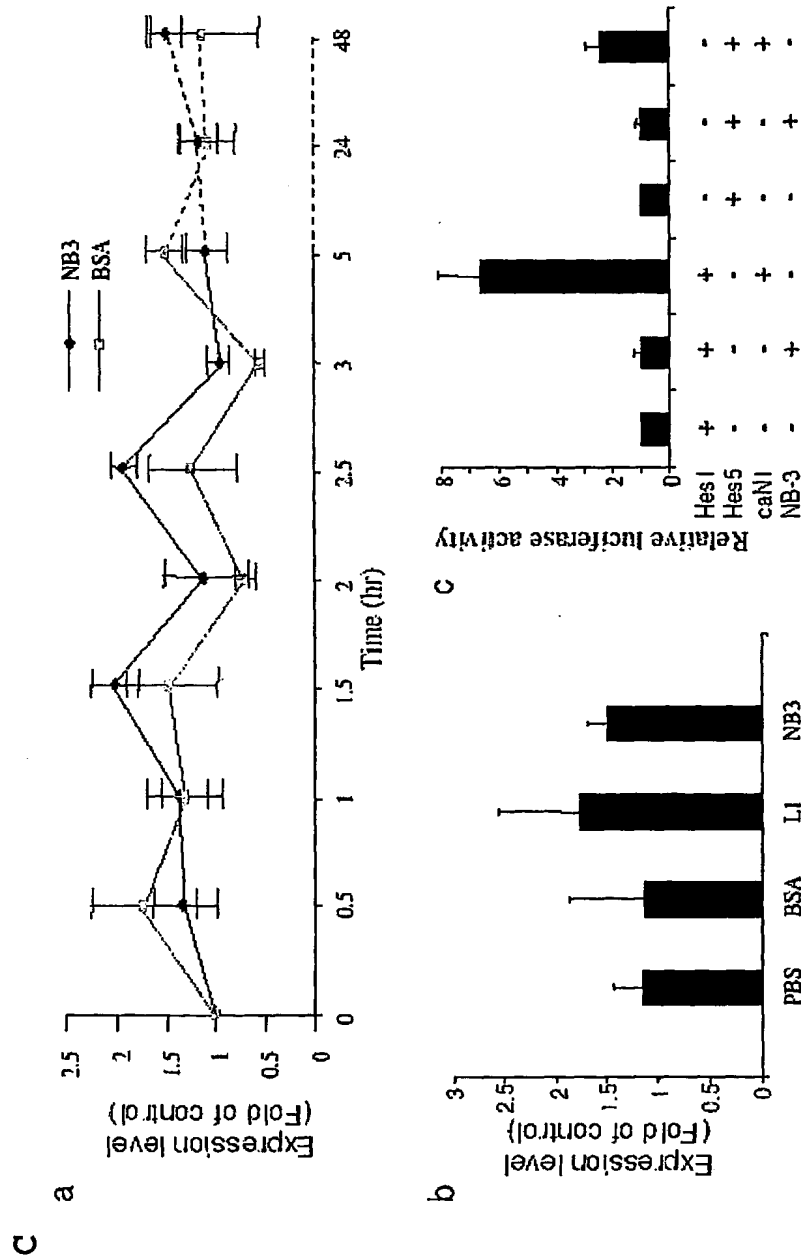 C
a
Expression level
(Fold of control)
2.5
2
1.5
1
0.5
0
NB3
BSA
0 0.5 1 1.5 2 2.5 3 5 24 48
Time (hr)
b
Expression level
(Fold of control)
3
2.5
2
1.5
1
0.5
0
PBS BSA L1 NB3
c
Relative luciferase activity
8
6
4
2
0
Hes1 + + + - - -
Hes5 - - - + + +
caN1 - - + - - +
NB-3 - + - - + -